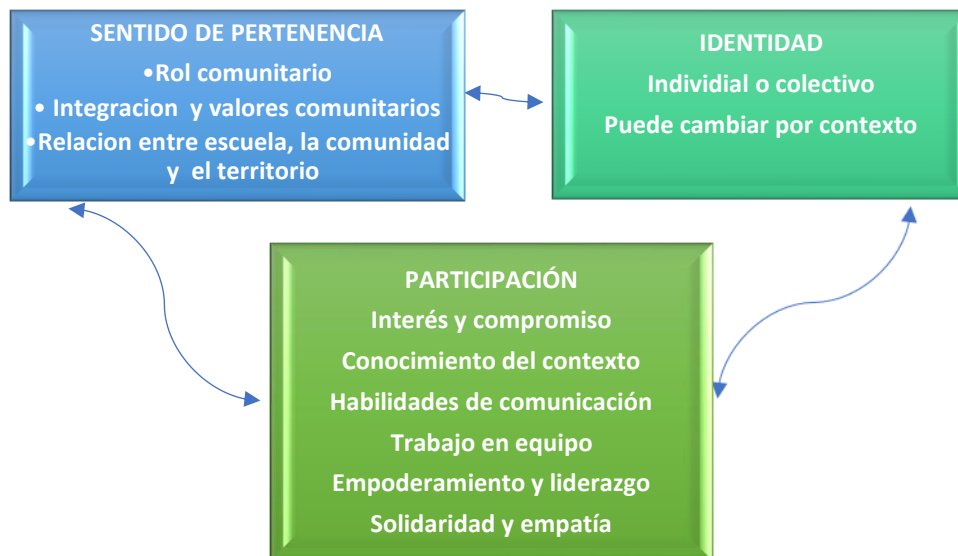 SENTIDO DE PERTENENCIA
•Rol comunitario
• Integracion y valores comunitarios
•Relacion entre escuela, la comunidad
y el territorio
IDENTIDAD
Individial o colectivo
Puede cambiar por contexto
PARTICIPACIÓN
Interés y compromiso
Conocimiento del contexto
Habilidades de comunicación
Trabajo en equipo
Empoderamiento y liderazgo
Solidaridad y empatía